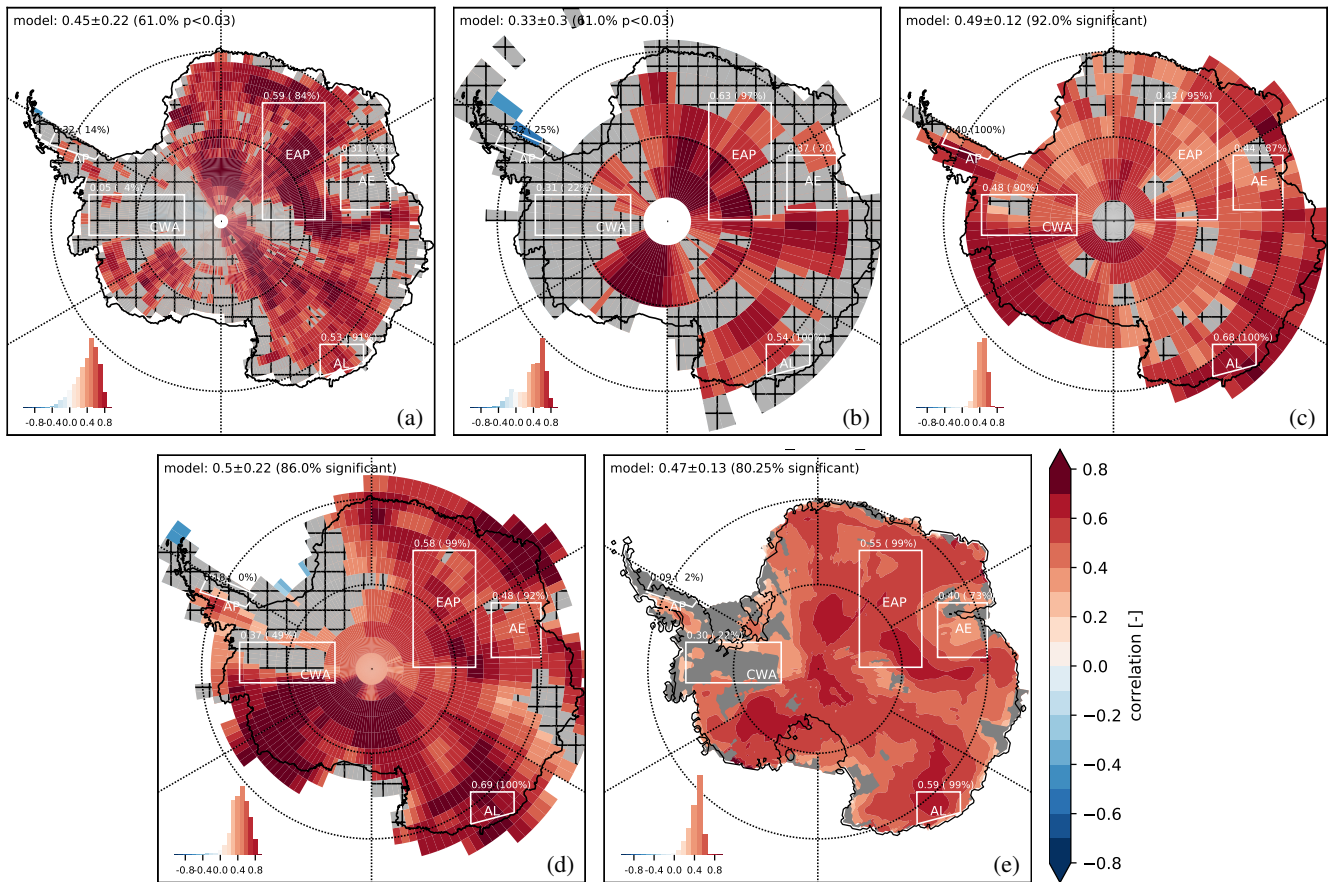 model: 0.45±0.22 (61.0% p<0.03)
0.59 ( 84%)
0.32 ( 14%)
AP
EAP
0.31 ( 26%)
AE
0.05 ( 4%)
CWA
0.53 ( 91%)
AL
-0.8-0.40.0 0.4 0.8
(a)
model: 0.33±0.3 (61.0% p<0.03)
0.63 ( 97%)
0.32 ( 25%)
AP
EAP
0.37 ( 20%)
AE
0.31 ( 22%)
CWA
0.54 (100%)
AL
-0.8-0.40.0 0.4 0.8
(b)
model: 0.49±0.12 (92.0% significant)
0.43 ( 95%)
0.40 (100%)
AP
EAP
0.44 ( 87%)
AE
0.48 ( 90%)
CWA
0.68 (100%)
AL
-0.8-0.40.0 0.4 0.8
(c)
model: 0.5±0.22 (86.0% significant)
0.58 ( 99%)
0.18 ( 0%)
AP
EAP
0.48 ( 92%)
AE
0.37 ( 49%)
CWA
0.69 (100%)
AL
-0.8-0.40.0 0.4 0.8
(d)
model: 0.47±0.13 (80.25% significant)
0.55 ( 99%)
0.09 ( 2%)
AP
EAP
0.40 ( 73%)
AE
0.30 ( 22%)
CWA
0.59 ( 99%)
AL
-0.8-0.4 0.0 0.4 0.8
(e)
0.8
0.6
0.4
0.2
0.0
−0.2
−0.4
−0.6
−0.8
correlation [-]